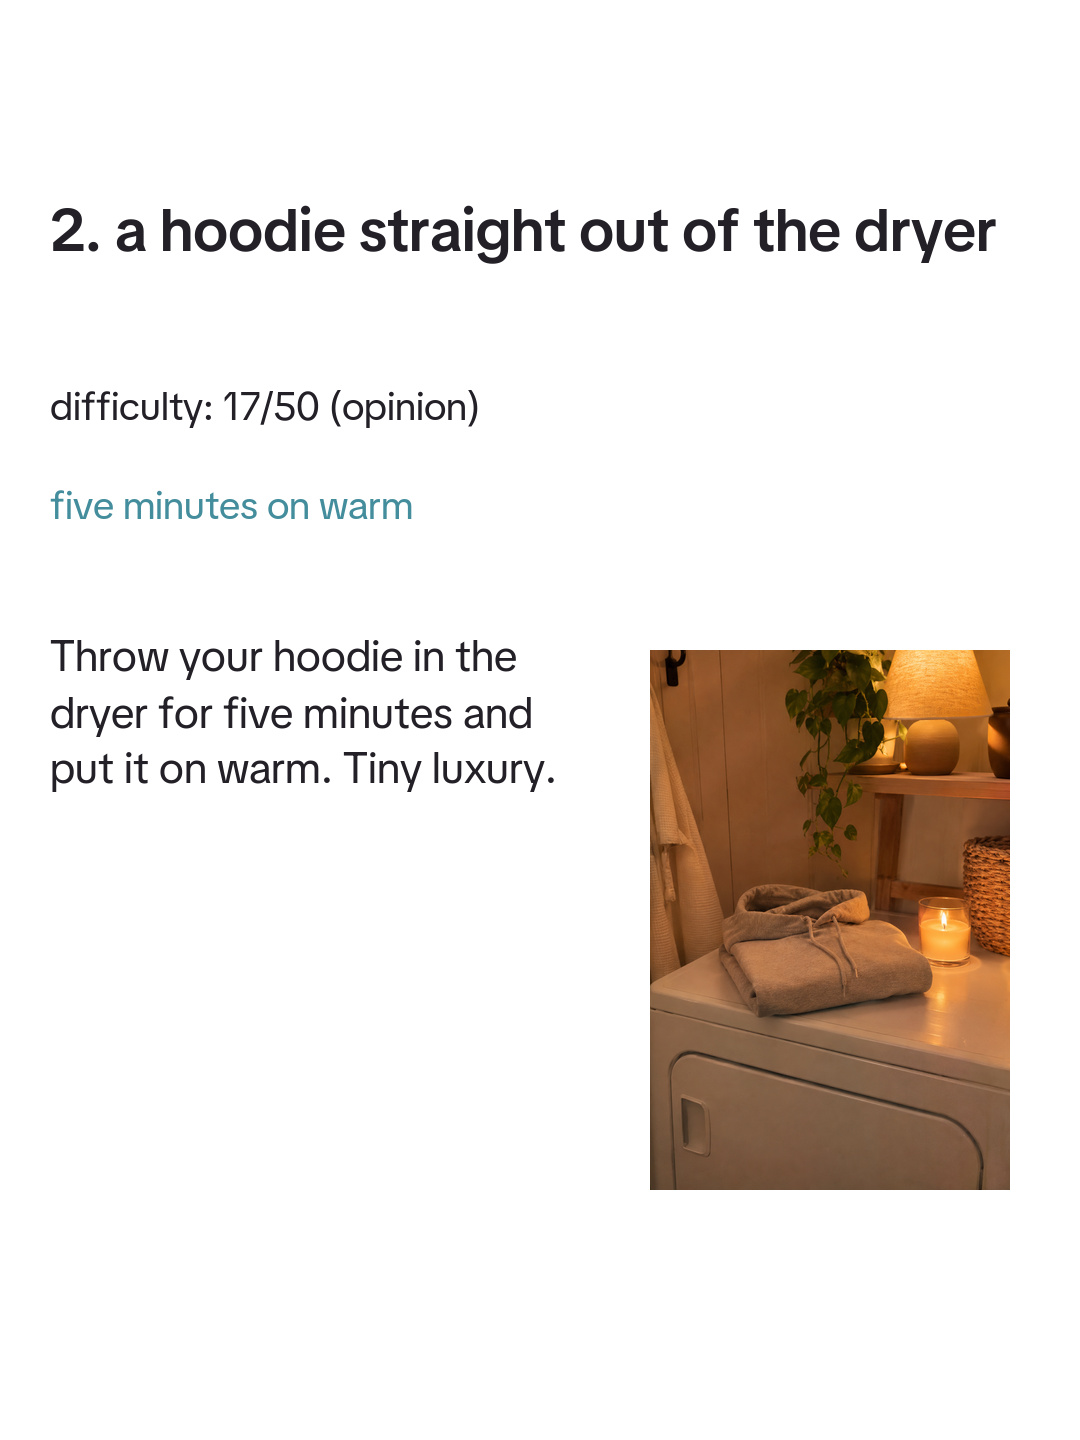 2. a hoodie straight out of the dryer
difficulty: 17/50 (opinion)
five minutes on warm
Throw your hoodie in the
dryer for five minutes and
put it on warm. Tiny luxury.